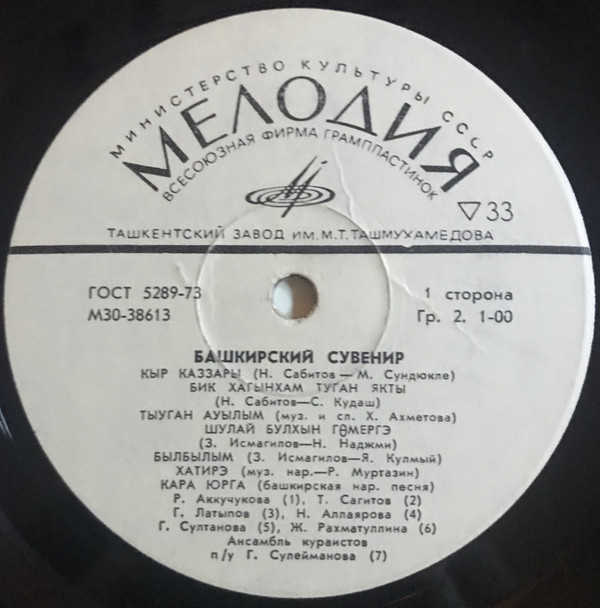 МИНИСТЕРСТВО КУЛЬТУРЫ СССР
МЕЛОДИЯ
ВСЕСОЮЗНАЯ ФИРМА ГРАМПЛАСТИНОК
▽33
ТАШКЕНТСКИЙ ЗАВОД ИМ. М.Т. ТАШМУХАМЕДОВА
ГОСТ 5289-73
М30-38613
1 сторона
Гр. 2. 1-00
БАШКИРСКИЙ СУВЕНИР
КЫР КАЗЗАРЫ (Н. Сабитов — М. Сундюкле)
БИК ХАГЫНХАМ ТУГАН ЯКТЫ
(Н. Сабитов—С. Кудаш)
ТЫУГАН АУЫЛЫМ (муз. и сл. Х. Ахметова)
ШУЛАЙ БУЛХЫН ГӨМЕРГЭ
(З. Исмагилов—Н. Наджми)
БЫЛБЫЛЫМ (З. Исмагилов—Я. Кулмый)
ХАТИРЭ (муз. нар.—Р. Муртазин)
КАРА ЮРГА (башкирская нар. песня)
Р. Аккучукова (1), Т. Сагитов (2)
Г. Латыпов (3), Н. Аллаярова (4)
Г. Султанова (5), Ж. Рахматуллина (6)
Ансамбль кураистов
п/у Г. Сулейманова (7)